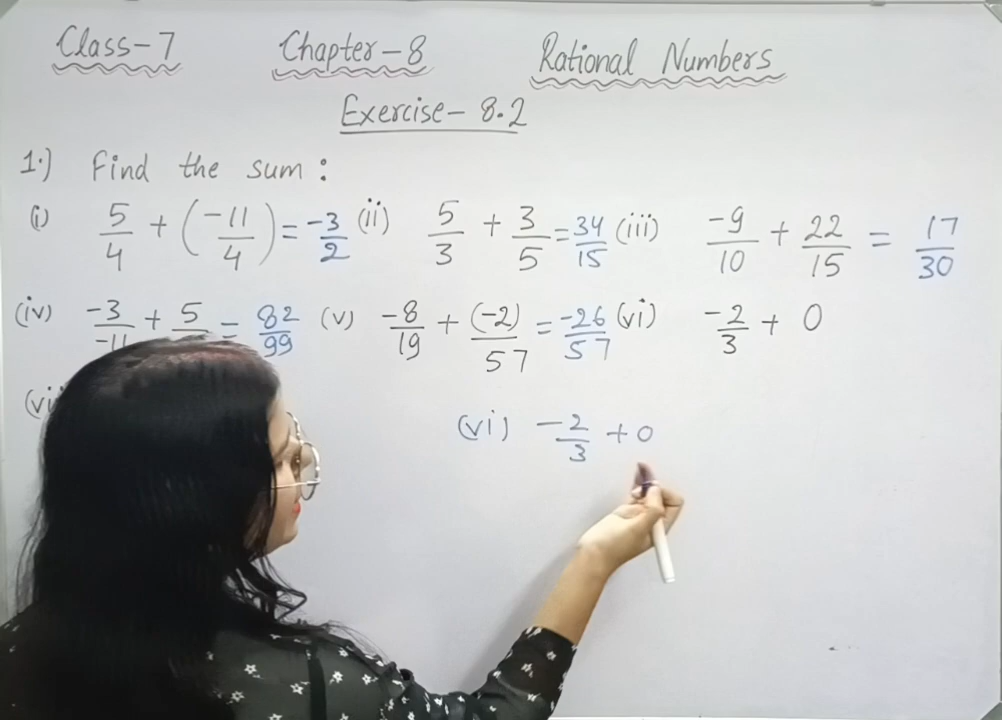 Class-7 Chapter-8 Rational Numbers
Exercise-8.2
1.) Find the sum :
(i) 5/4 + (-11/4) = -3/2 (ii) 5/3 + 3/5 = 34/15 (iii) -9/10 + 22/15 = 17/30
(iv) -3/-11 + 5/ = 82/99 (v) -8/19 + (-2)/57 = -26/57 (vi) -2/3 + 0
(vi) -2/3 + 0